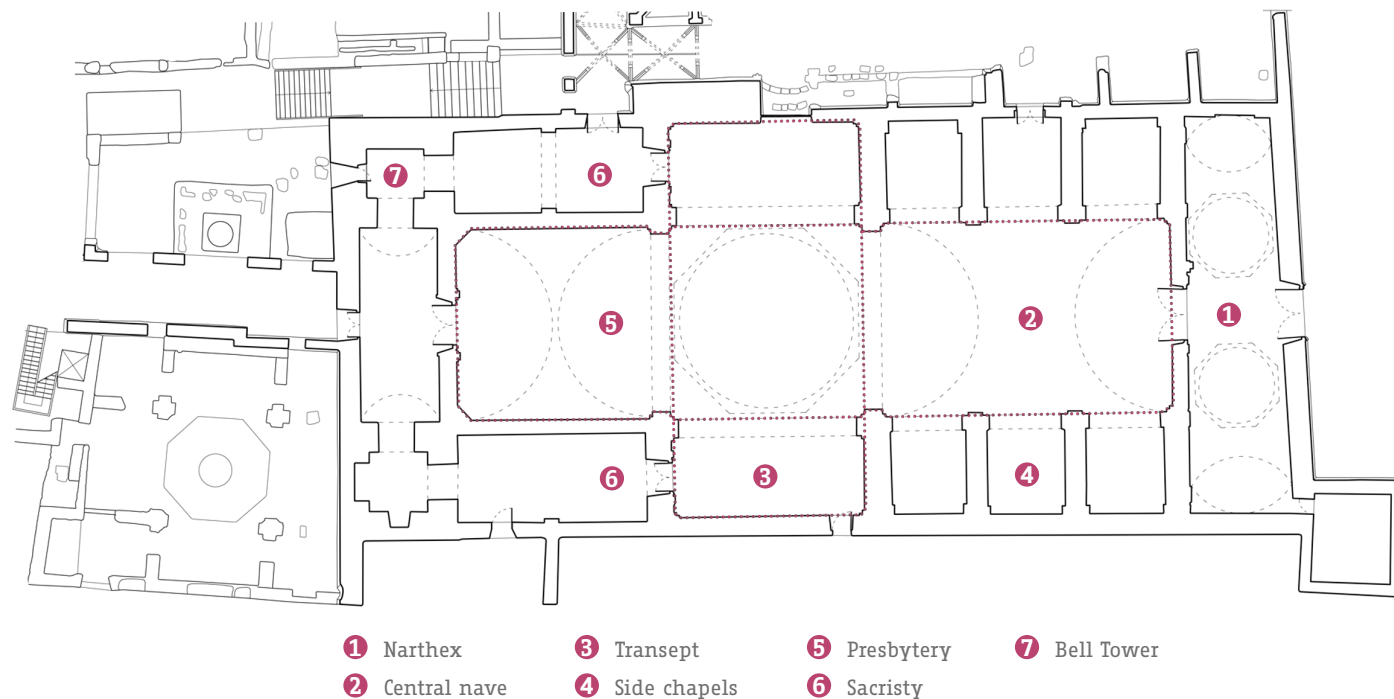 7
6
5
2
1
6
3
4
1 Narthex
3 Transept
5 Presbytery
7 Bell Tower
2 Central nave
4 Side chapels
6 Sacristy